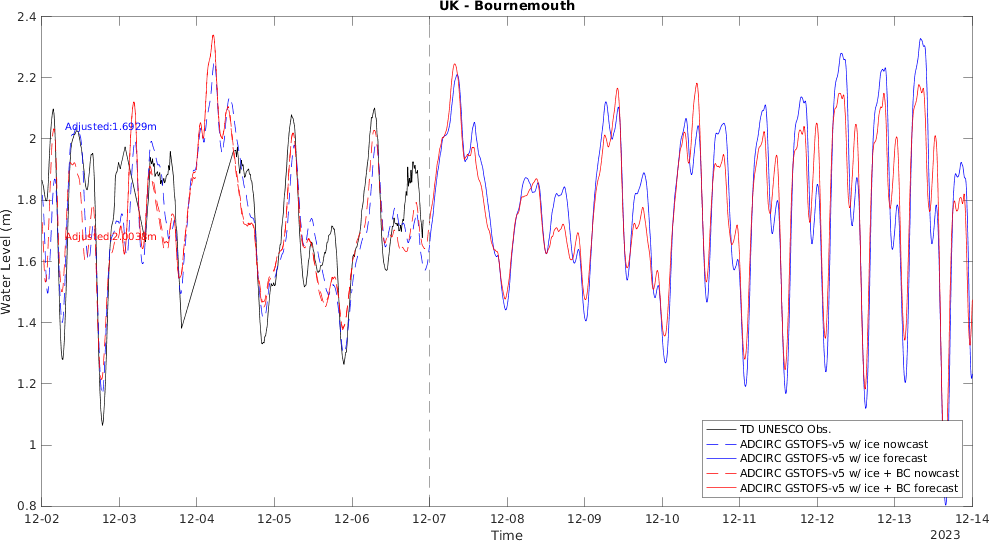 UK - Bournemouth
2.4
2.2
2
1.8
1.6
1.4
1.2
1
0.8
Water Level (m)
Adjusted:1.6929m
Adjusted:2.0038m
TD UNESCO Obs.
ADCIRC GSTOFS-v5 w/ ice nowcast
ADCIRC GSTOFS-v5 w/ ice forecast
ADCIRC GSTOFS-v5 w/ ice + BC nowcast
ADCIRC GSTOFS-v5 w/ ice + BC forecast
12-02 12-03 12-04 12-05 12-06 12-07 12-08 12-09 12-10 12-11 12-12 12-13 12-14
Time
2023